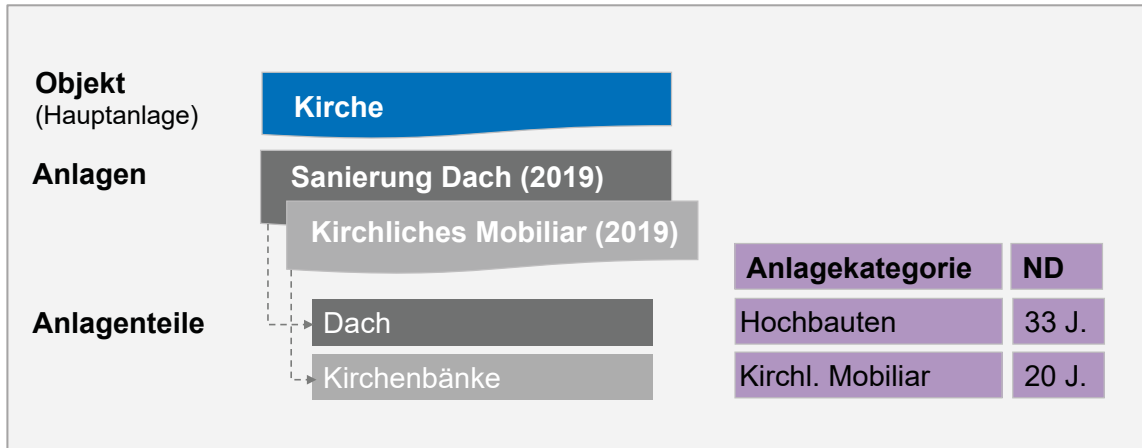 Objekt
(Hauptanlage)
Kirche
Anlagen
Sanierung Dach (2019)
Kirchliches Mobiliar (2019)
Anlagekategorie ND
Anlagenteile
Dach
Hochbauten 33 J.
Kirchenbänke
Kirchl. Mobiliar 20 J.